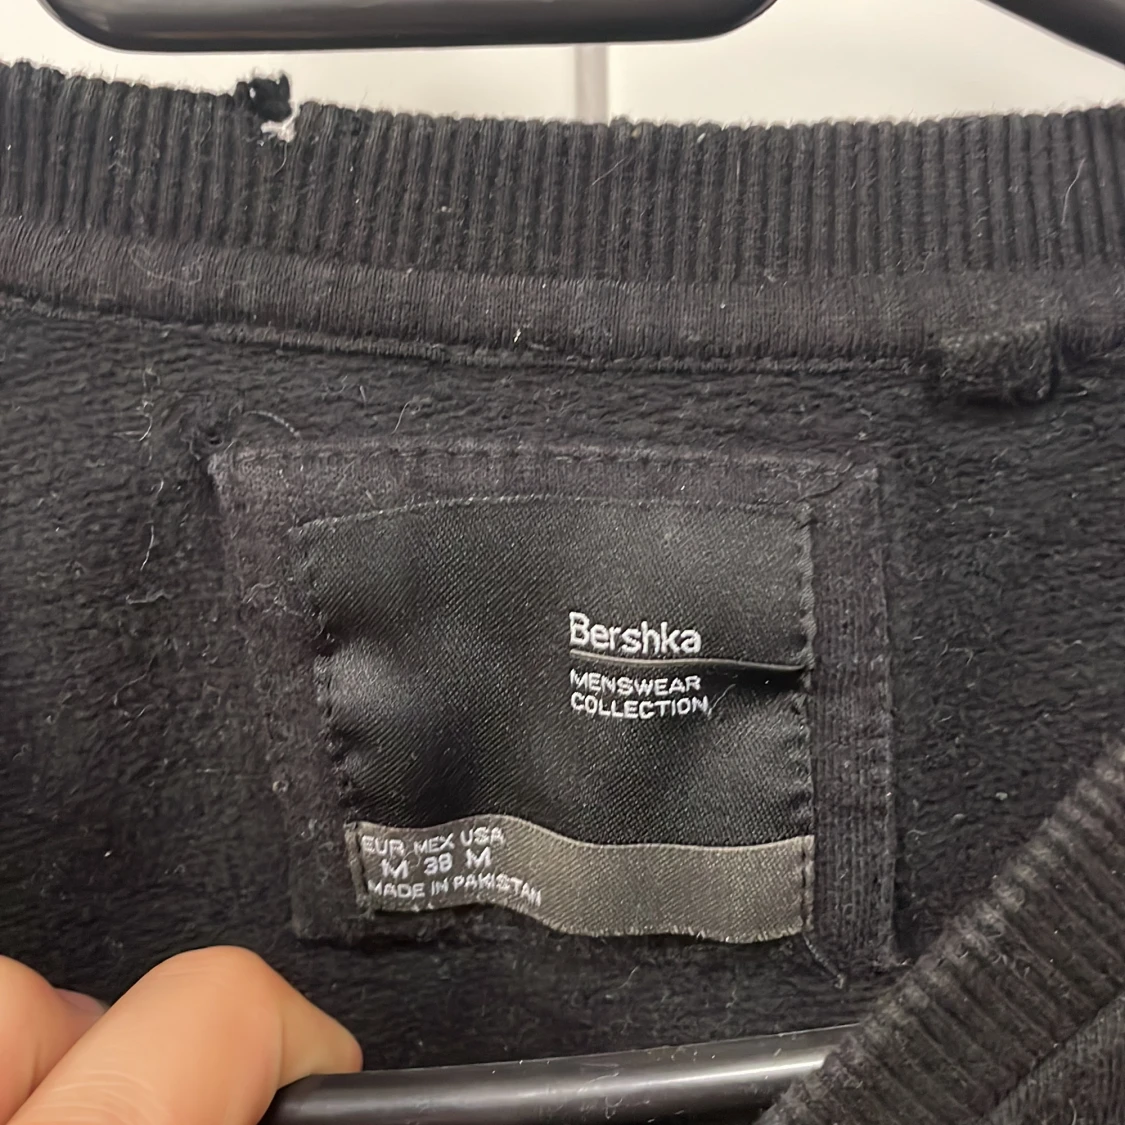 Bershka
MENSWEAR
COLLECTION
EUR MEX USA
M 38 M
MADE IN PAKISTAN